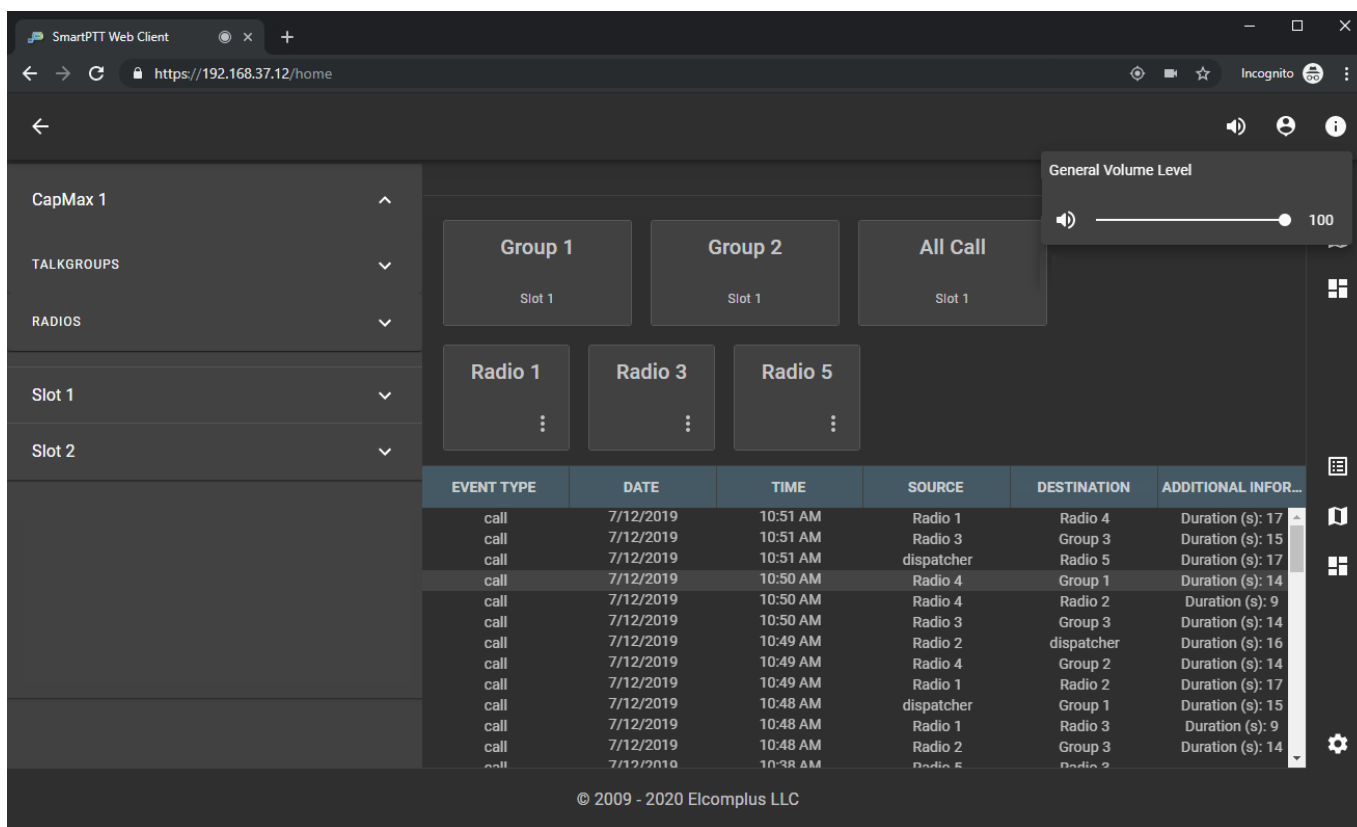 SmartPTT Web Client
https://192.168.37.12/home
Incognito
General Volume Level
100
CapMax 1
TALKGROUPS
RADIOS
Slot 1
Slot 2
Group 1 Group 2 All Call
Slot 1 Slot 1 Slot 1
Radio 1 Radio 3 Radio 5
EVENT TYPE DATE TIME SOURCE DESTINATION ADDITIONAL INFOR...
call 7/12/2019 10:51 AM Radio 1 Radio 4 Duration (s): 17
call 7/12/2019 10:51 AM Radio 3 Group 3 Duration (s): 15
call 7/12/2019 10:51 AM dispatcher Radio 5 Duration (s): 17
call 7/12/2019 10:50 AM Radio 4 Group 1 Duration (s): 14
call 7/12/2019 10:50 AM Radio 4 Radio 2 Duration (s): 9
call 7/12/2019 10:50 AM Radio 3 Group 3 Duration (s): 14
call 7/12/2019 10:49 AM Radio 2 dispatcher Duration (s): 16
call 7/12/2019 10:49 AM Radio 4 Group 2 Duration (s): 14
call 7/12/2019 10:49 AM Radio 1 Radio 2 Duration (s): 17
call 7/12/2019 10:48 AM dispatcher Group 1 Duration (s): 15
call 7/12/2019 10:48 AM Radio 1 Radio 3 Duration (s): 9
call 7/12/2019 10:48 AM Radio 2 Group 3 Duration (s): 14
call 7/12/2019 10:38 AM Radio 5 Radio
© 2009 - 2020 Elcomplus LLC